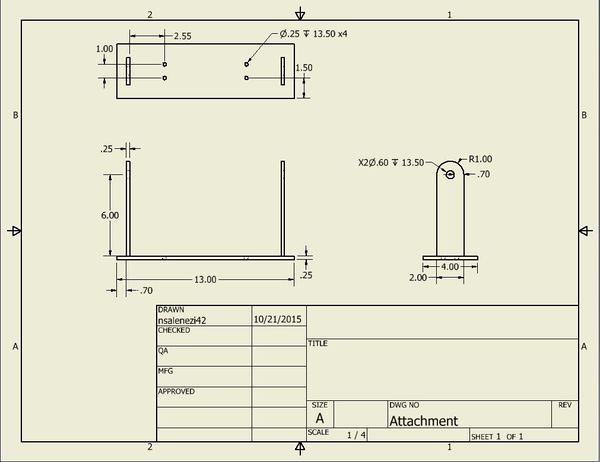 2 1
2.55 Ø.25 ↧ 13.50 x4
1.00
1.50
B B
.25
X2Ø.60 ↧ 13.50 R1.00
.70
6.00
13.00
.25
.70
4.00
2.00
DRAWN
nsalenezi42 10/21/2015
CHECKED
QA
MFG
APPROVED
TITLE
A A
SIZE
A
DWG NO
Attachment
REV
SCALE 1 / 4
SHEET 1 OF 1
2 1